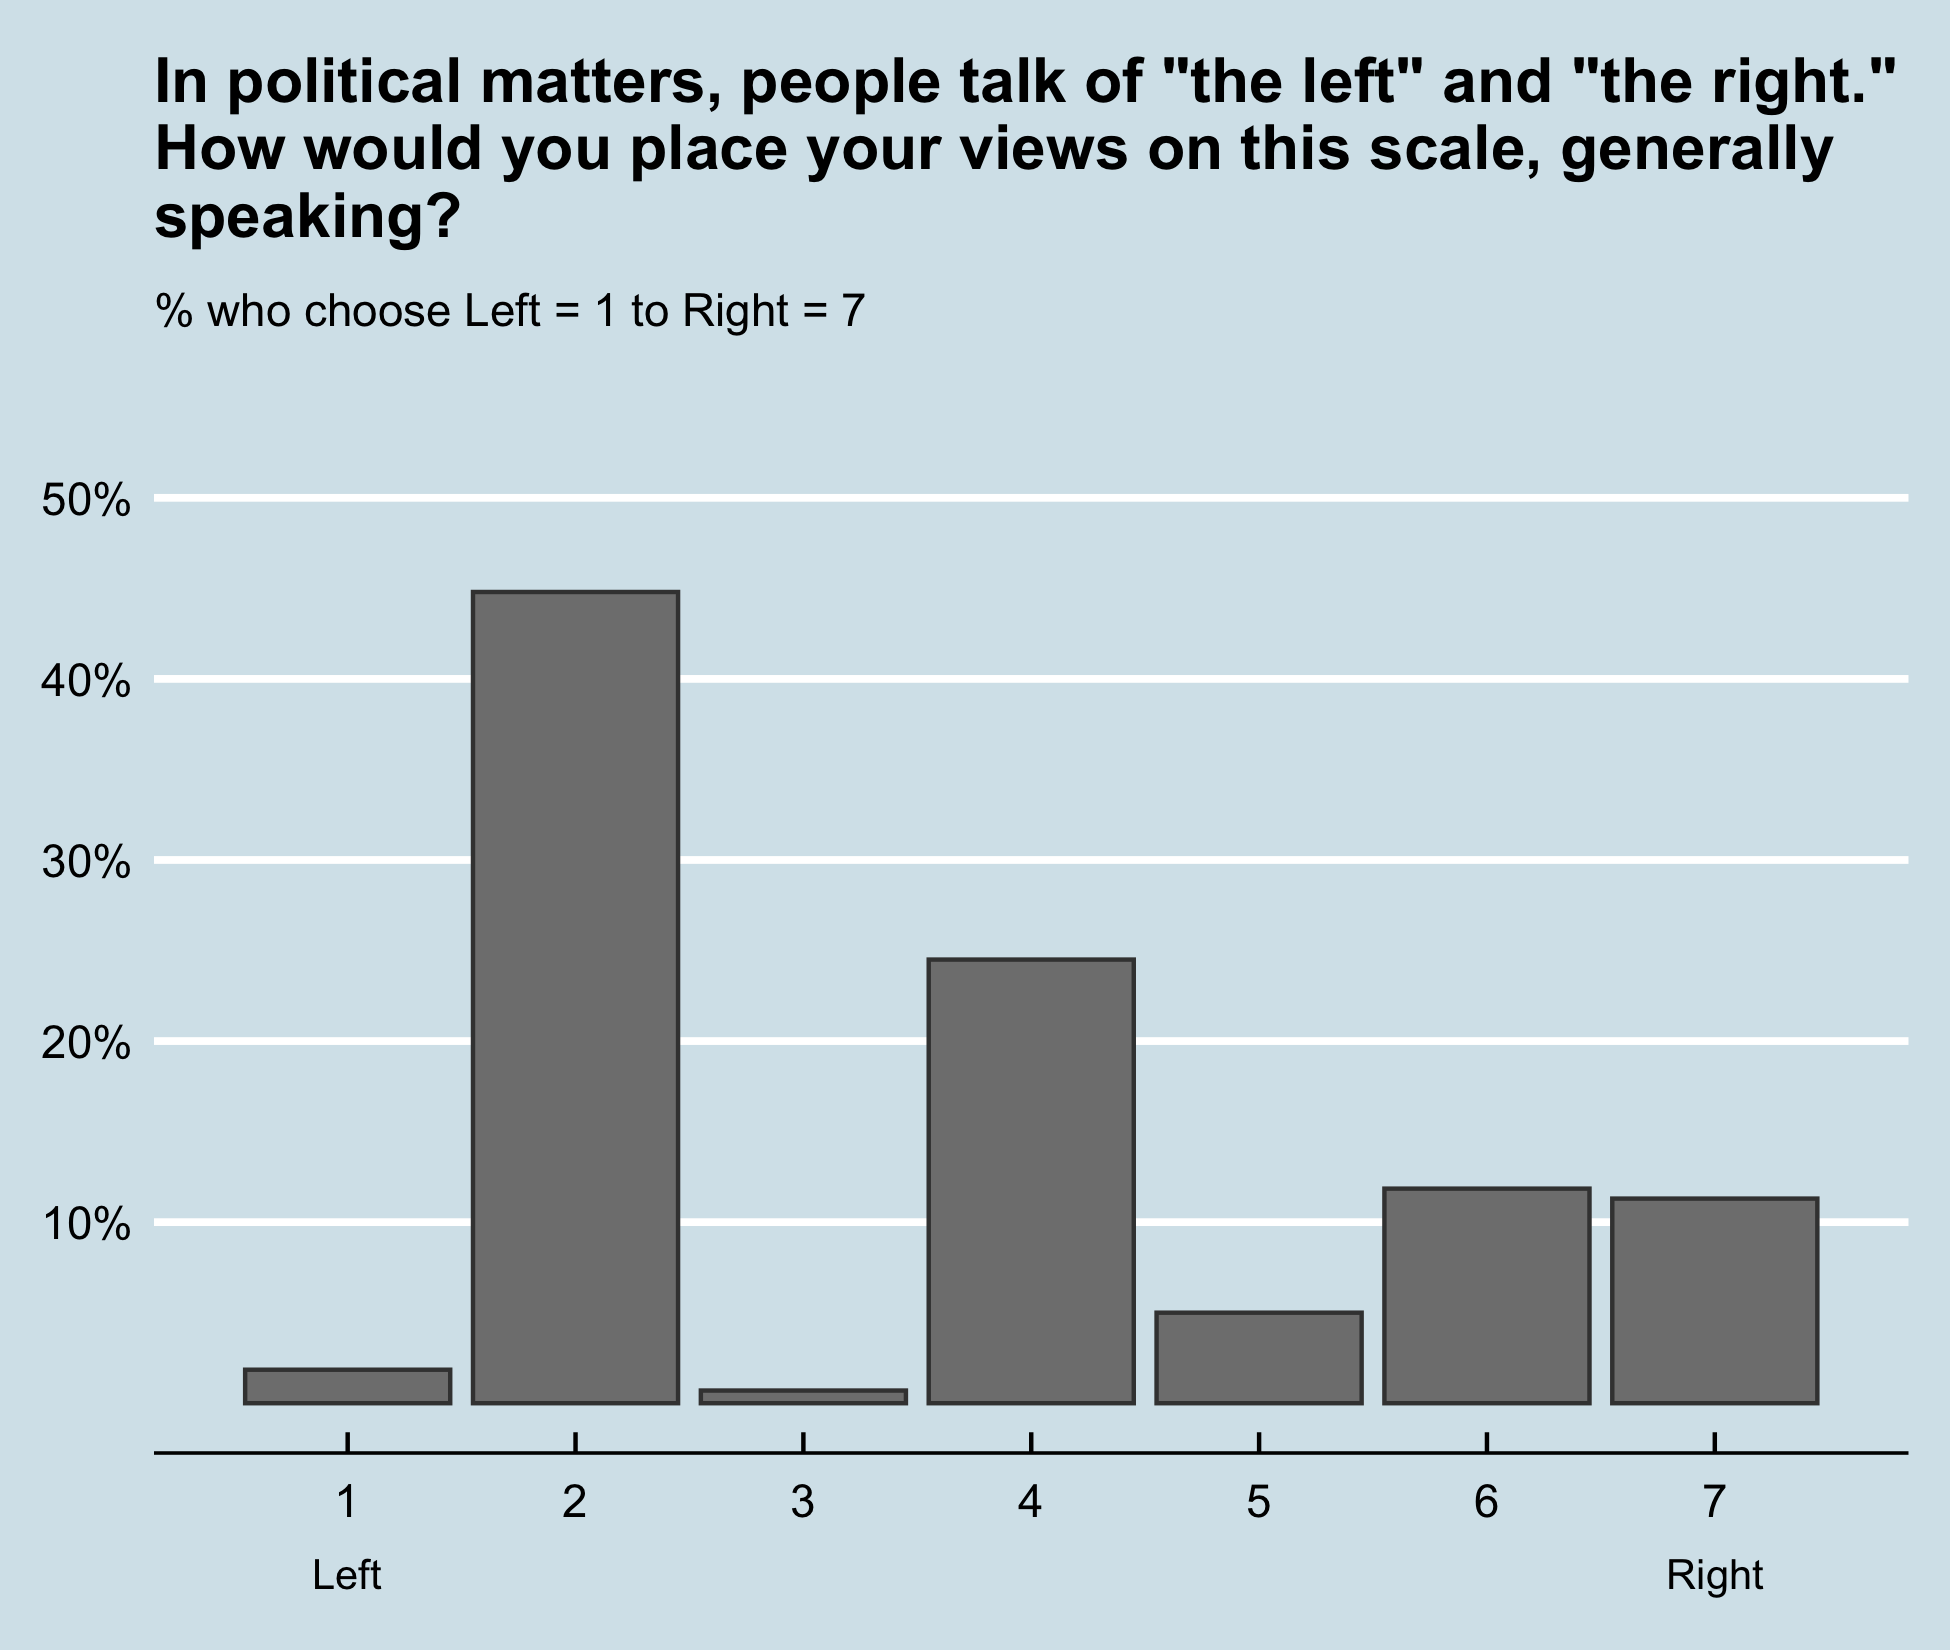 In political matters, people talk of "the left" and "the right."
How would you place your views on this scale, generally
speaking?
% who choose Left = 1 to Right = 7
50%
40%
30%
20%
10%
1 2 3 4 5 6 7
Left Right